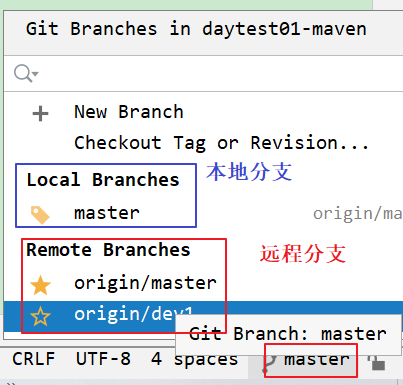 Git Branches in daytest01-maven
New Branch
Checkout Tag or Revision...
Local Branches
本地分支
master origin/ma
Remote Branches
远程分支
origin/master
origin/dev1
Git Branch: master
CRLF UTF-8 4 spaces master